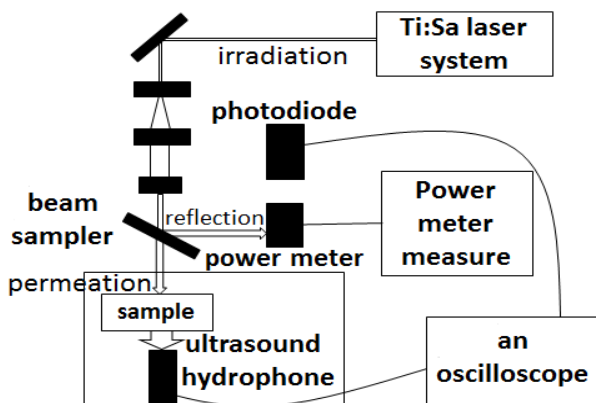 Ti:Sa laser
system
irradiation
photodiode
beam
sampler
reflection
power meter
Power
meter
measure
permeation
sample
ultrasound
hydrophone
an
oscilloscope